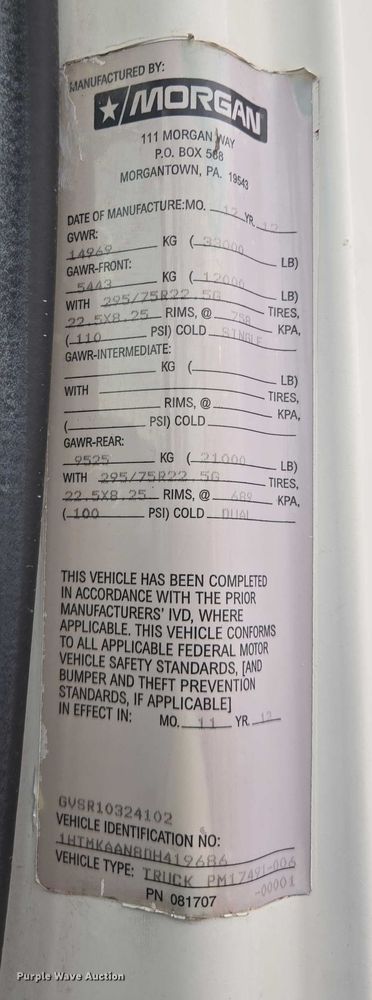 MANUFACTURED BY:
MORGAN
111 MORGAN WAY
P.O. BOX 588
MORGANTOWN, PA. 19543
DATE OF MANUFACTURE:MO. 12 YR. 12
GVWR:
14969 KG (33000 LB)
GAWR-FRONT:
5443 KG (12000 LB)
WITH 295/75R22.5G TIRES,
22.5X8.25 RIMS, @ 758 KPA,
(110 PSI) COLD SINGLE
GAWR-INTERMEDIATE:
KG ( LB)
WITH TIRES,
RIMS, @ KPA,
( PSI) COLD
GAWR-REAR:
9525 KG (21000 LB)
WITH 295/75R22.5G TIRES,
22.5X8.25 RIMS, @ 689 KPA,
(100 PSI) COLD DUAL
THIS VEHICLE HAS BEEN COMPLETED
IN ACCORDANCE WITH THE PRIOR
MANUFACTURERS' IVD, WHERE
APPLICABLE. THIS VEHICLE CONFORMS
TO ALL APPLICABLE FEDERAL MOTOR
VEHICLE SAFETY STANDARDS, [AND
BUMPER AND THEFT PREVENTION
STANDARDS, IF APPLICABLE]
IN EFFECT IN: MO. 11 YR. 12
GVSR10324102
VEHICLE IDENTIFICATION NO:
1HTMKAAN80H419686
VEHICLE TYPE: TRUCK PM17491-006
-00001
PN 081707
Purple Wave Auction